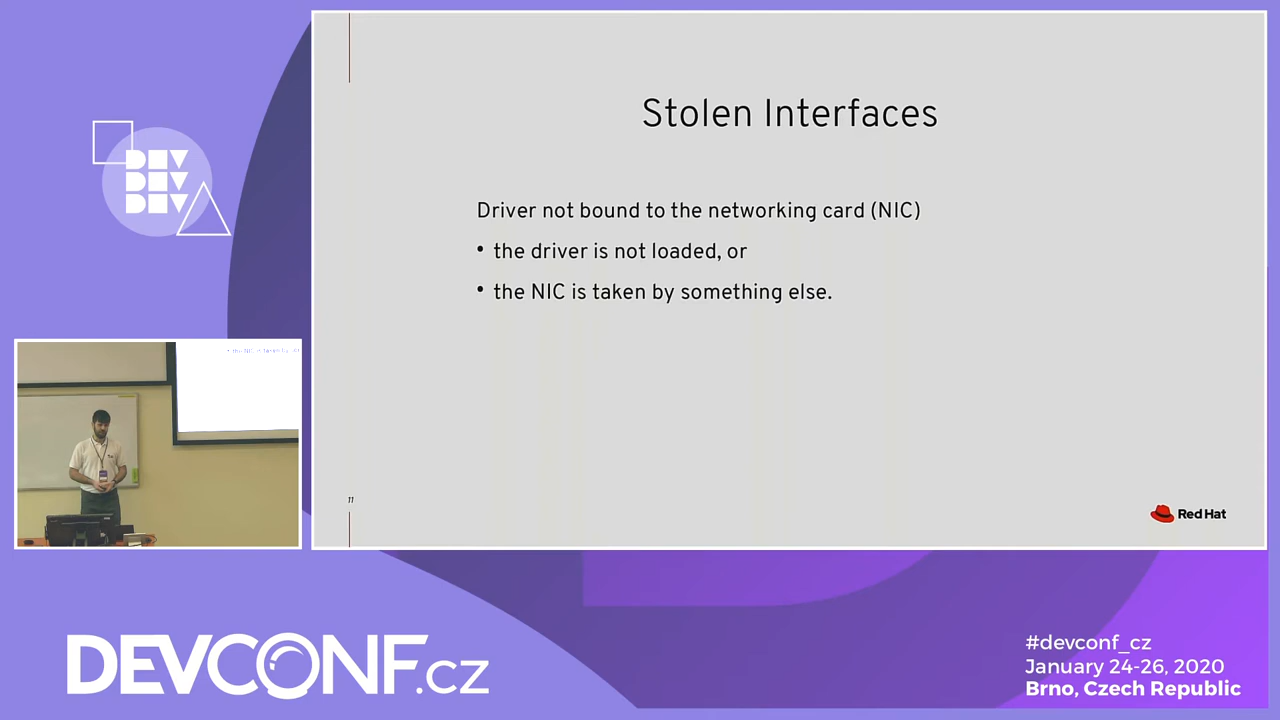 DEV
DEV
DEV
Stolen Interfaces
Driver not bound to the networking card (NIC)
• the driver is not loaded, or
• the NIC is taken by something else.
11
Red Hat
DEVCONF.cz
#devconf_cz
January 24-26, 2020
Brno, Czech Republic